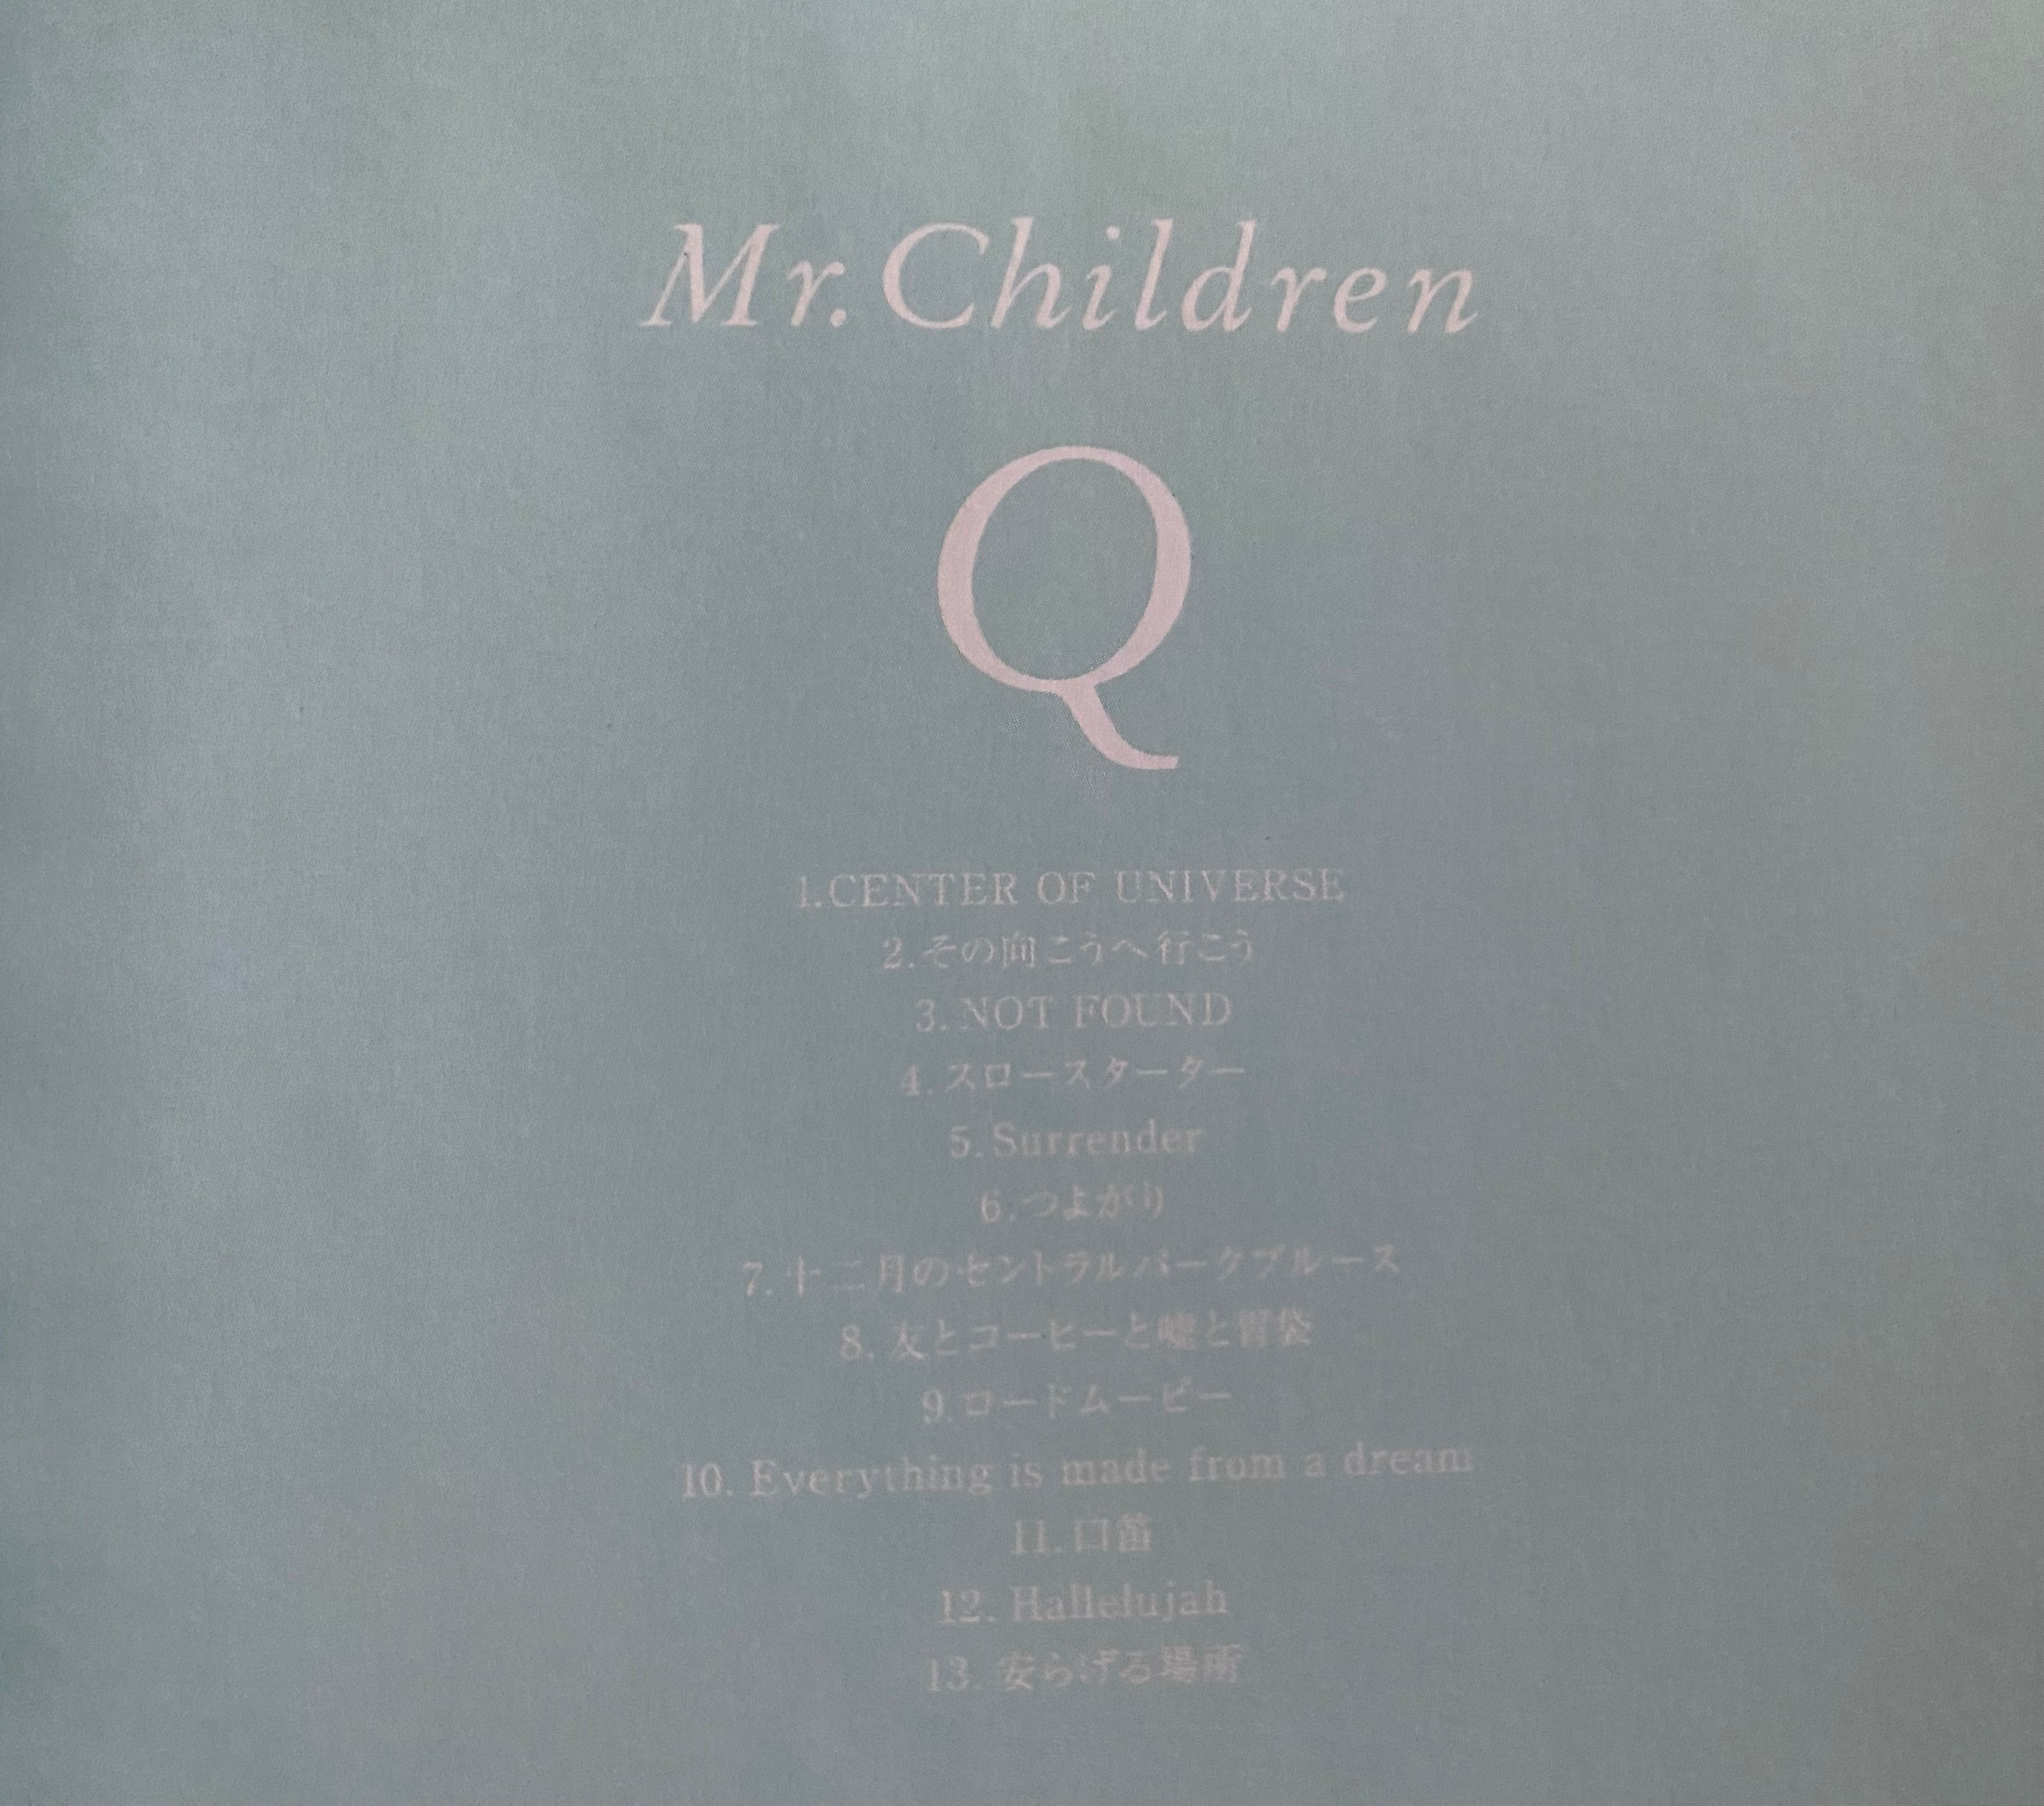 Mr.Children
Q
1.CENTER OF UNIVERSE
2.その向こうへ行こう
3.NOT FOUND
4.スロースターター
5.Surrender
6.つよがり
7.十二月のセントラルパークブルース
8.友とコーヒーと嘘と胃袋
9.ロードムービー
10. Everything is made from a dream
11.口笛
12. Hallelujah
13.安らげる場所